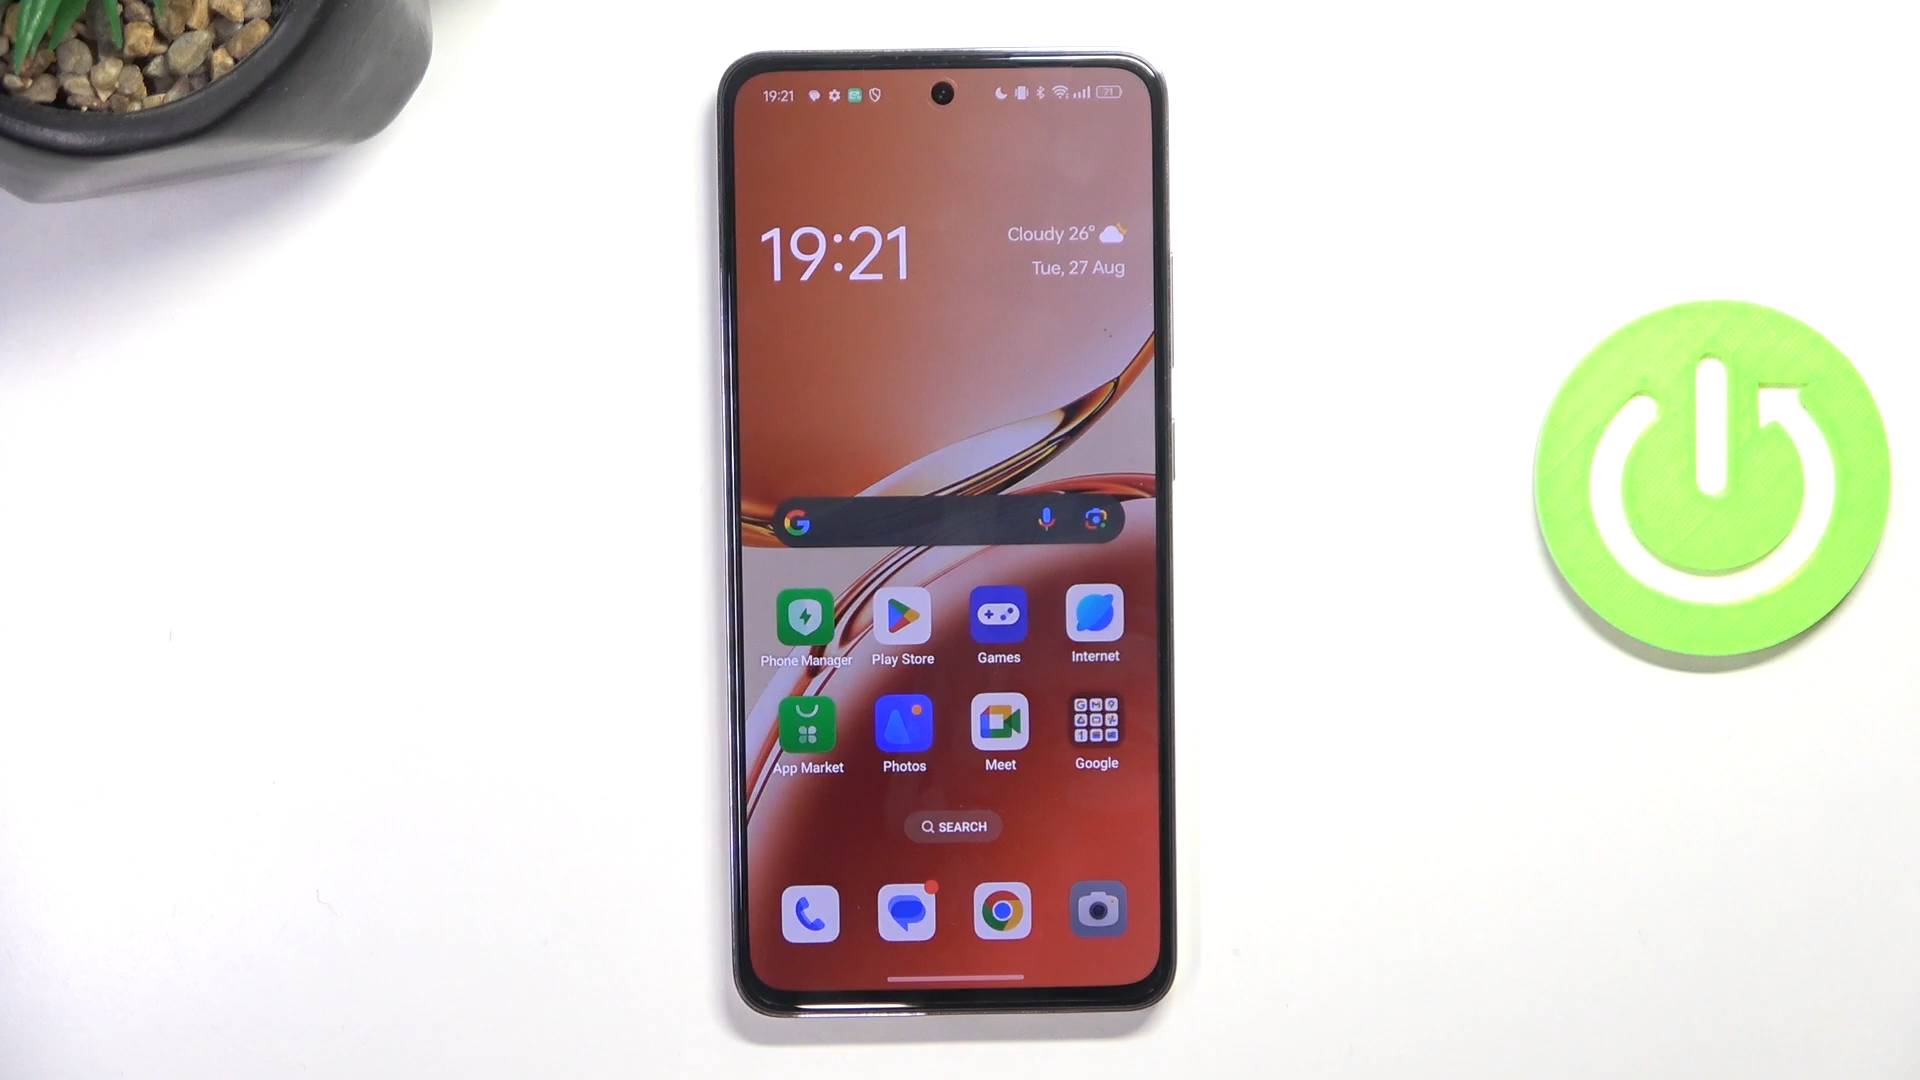 19:21
71
19:21
Cloudy 26°
Tue, 27 Aug
Phone Manager
Play Store
Games
Internet
App Market
Photos
Meet
Google
SEARCH